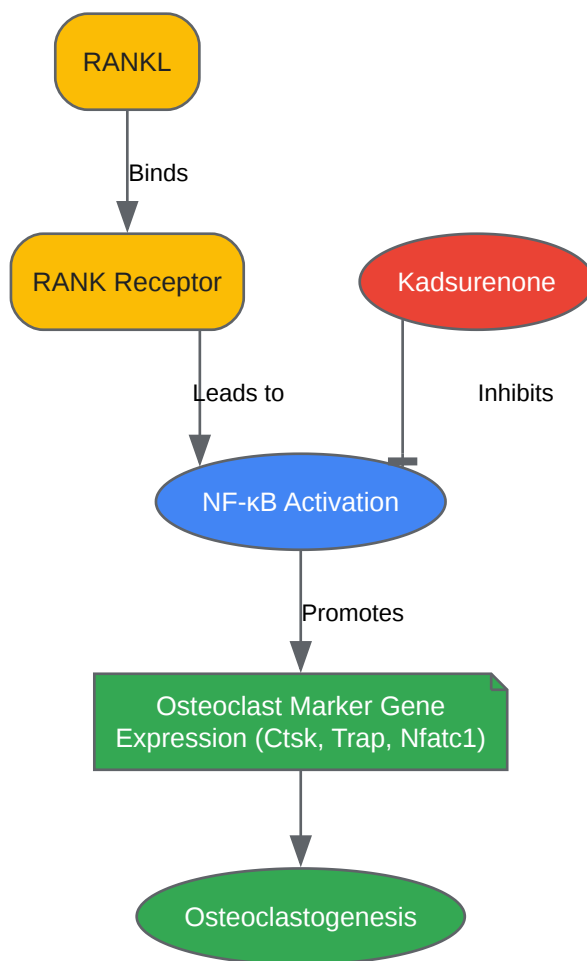 RANKL
Binds
RANK Receptor
Kadsurenone
Leads to
Inhibits
NF-κB Activation
Promotes
Osteoclast Marker Gene
Expression (Ctsk, Trap, Nfatc1)
Osteoclastogenesis